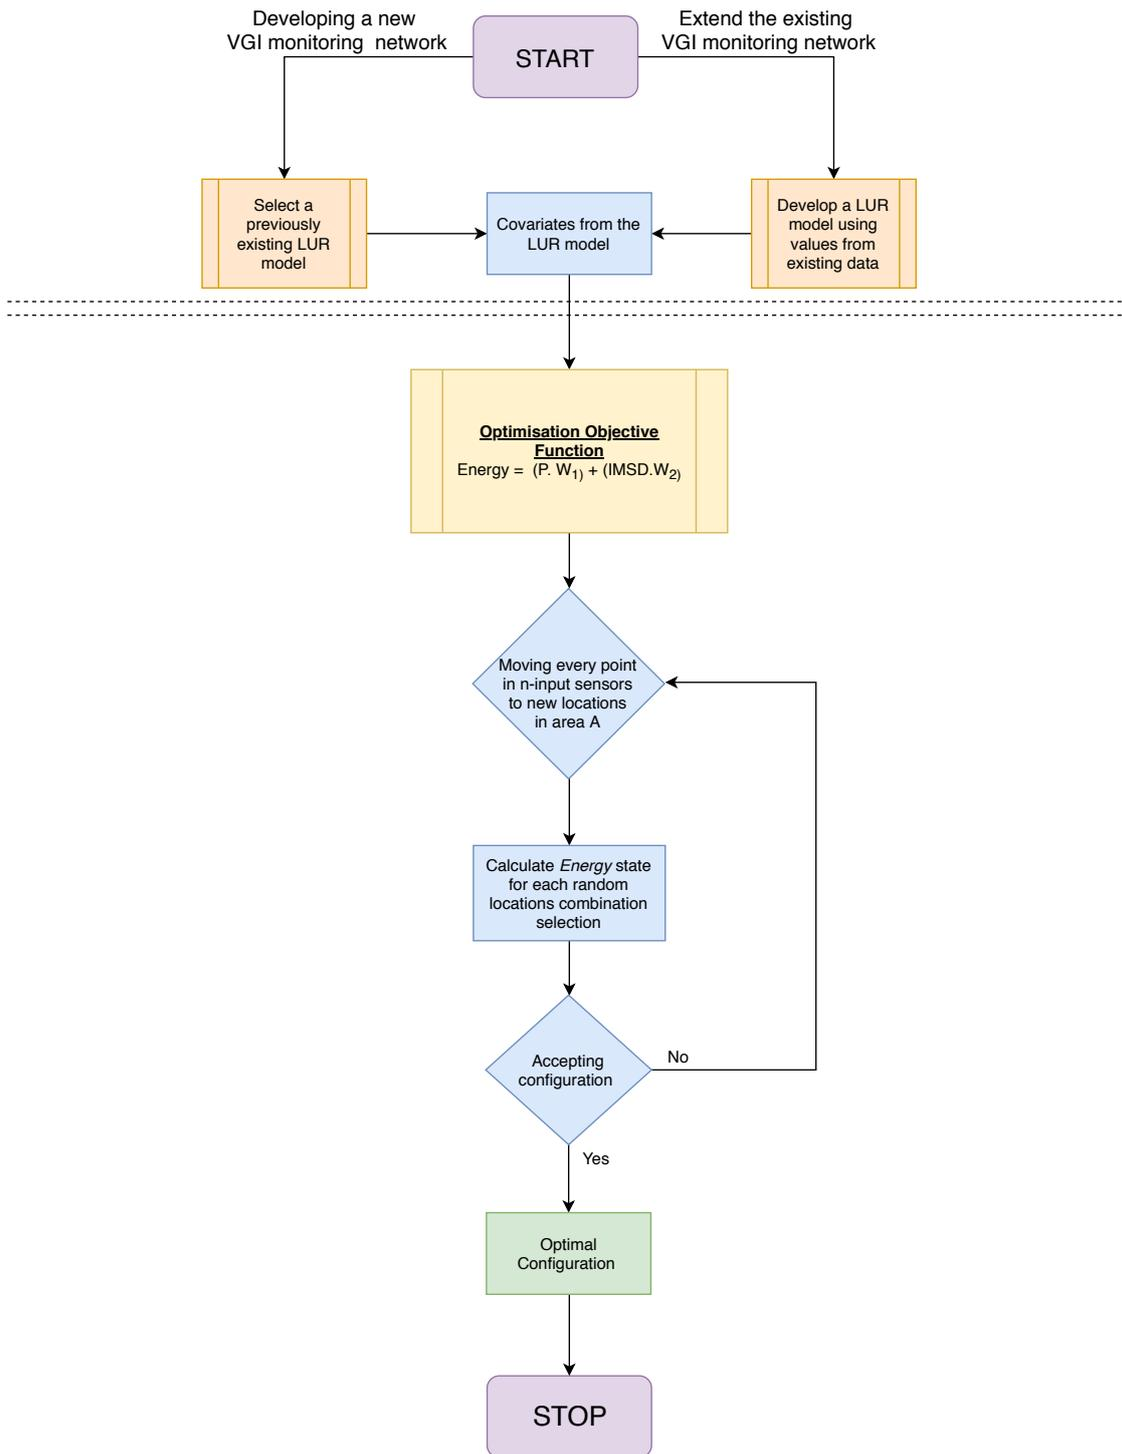 Developing a new
VGI monitoring  network
START
Extend the existing
VGI monitoring network
Select a
previously
existing LUR
model
Covariates from the
LUR model
Develop a LUR
model using
values from
existing data
Optimisation Objective
Function
Energy =  (P. W1) + (IMSD.W2)
Moving every point
in n-input sensors
to new locations
in area A
Calculate Energy state
for each random
locations combination
selection
Accepting
configuration
No
Yes
Optimal
Configuration
STOP